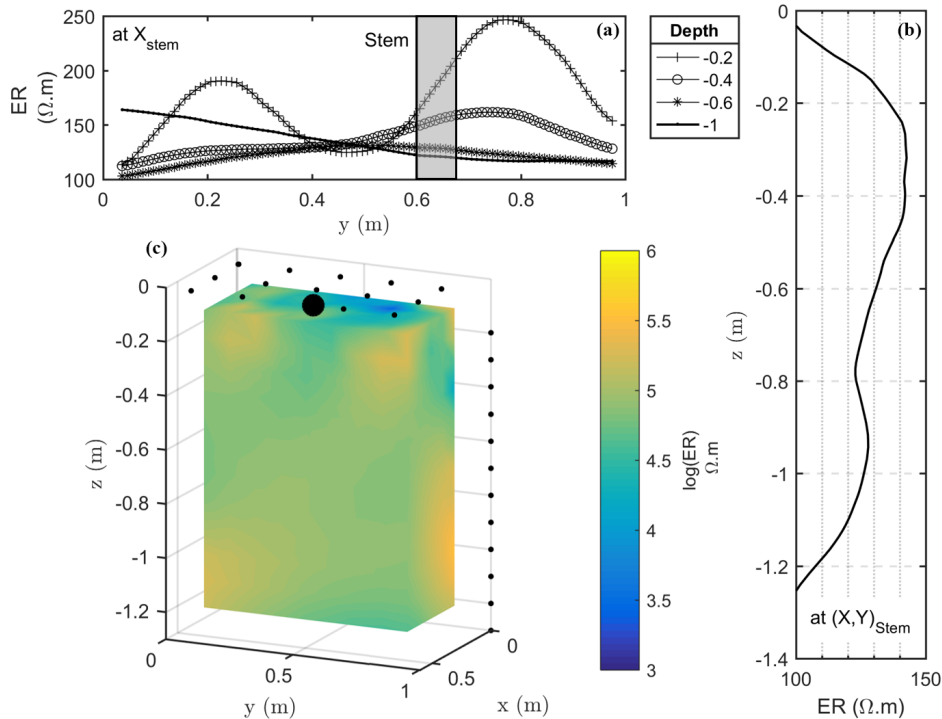 at X_stem
Stem
(a)
ER
(Ω.m)
250
200
150
100
0
0.2
0.4
0.6
0.8
1
y (m)
Depth
-0.2
-0.4
-0.6
-1
(b)
0
-0.2
-0.4
-0.6
-0.8
-1
-1.2
-1.4
z (m)
at (X,Y)_Stem
100
150
ER (Ω.m)
(c)
0
-0.2
-0.4
-0.6
-0.8
-1
-1.2
z (m)
0
0.5
1
y (m)
0
0.5
x (m)
6
5.5
5
4.5
4
3.5
3
log(ER)
Ω.m